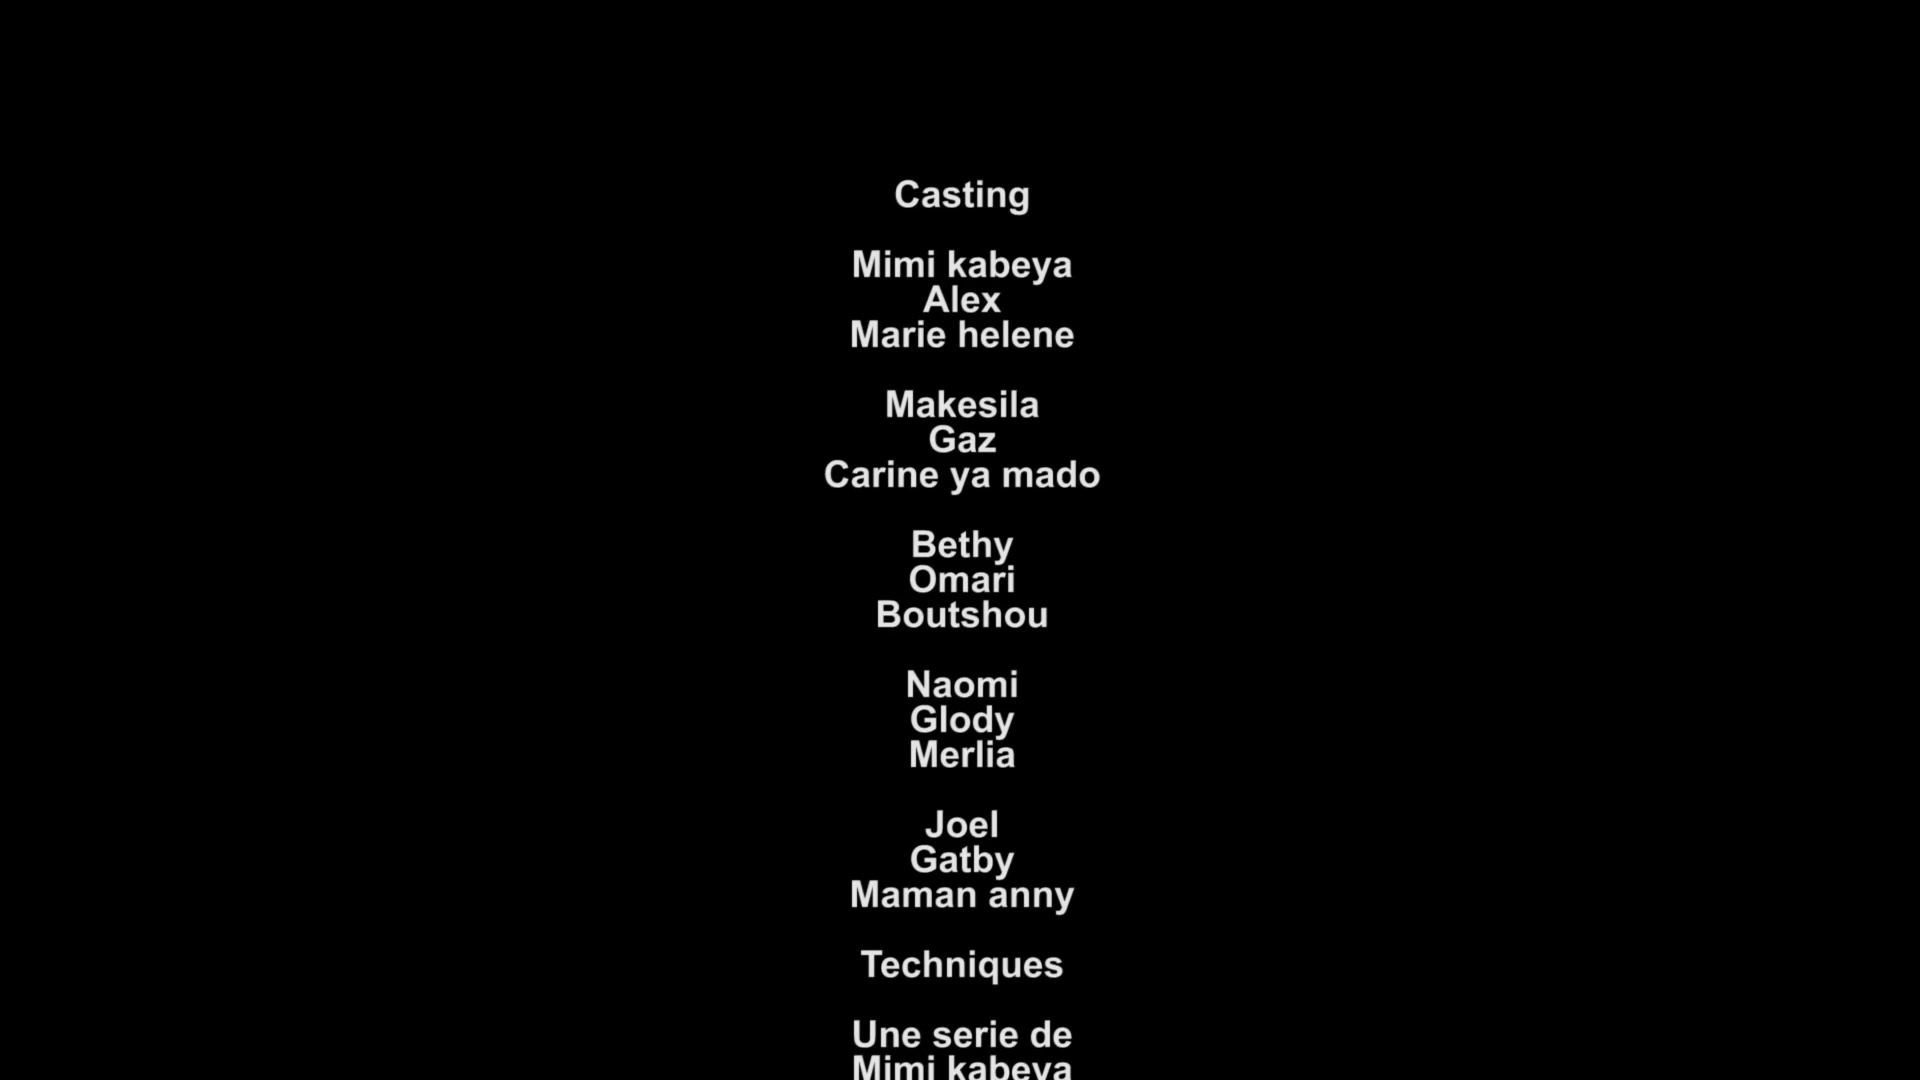 Casting
Mimi kabeya
Alex
Marie helene
Makesila
Gaz
Carine ya mado
Bethy
Omari
Boutshou
Naomi
Glody
Merlia
Joel
Gatby
Maman anny
Techniques
Une serie de
Mimi kabeya